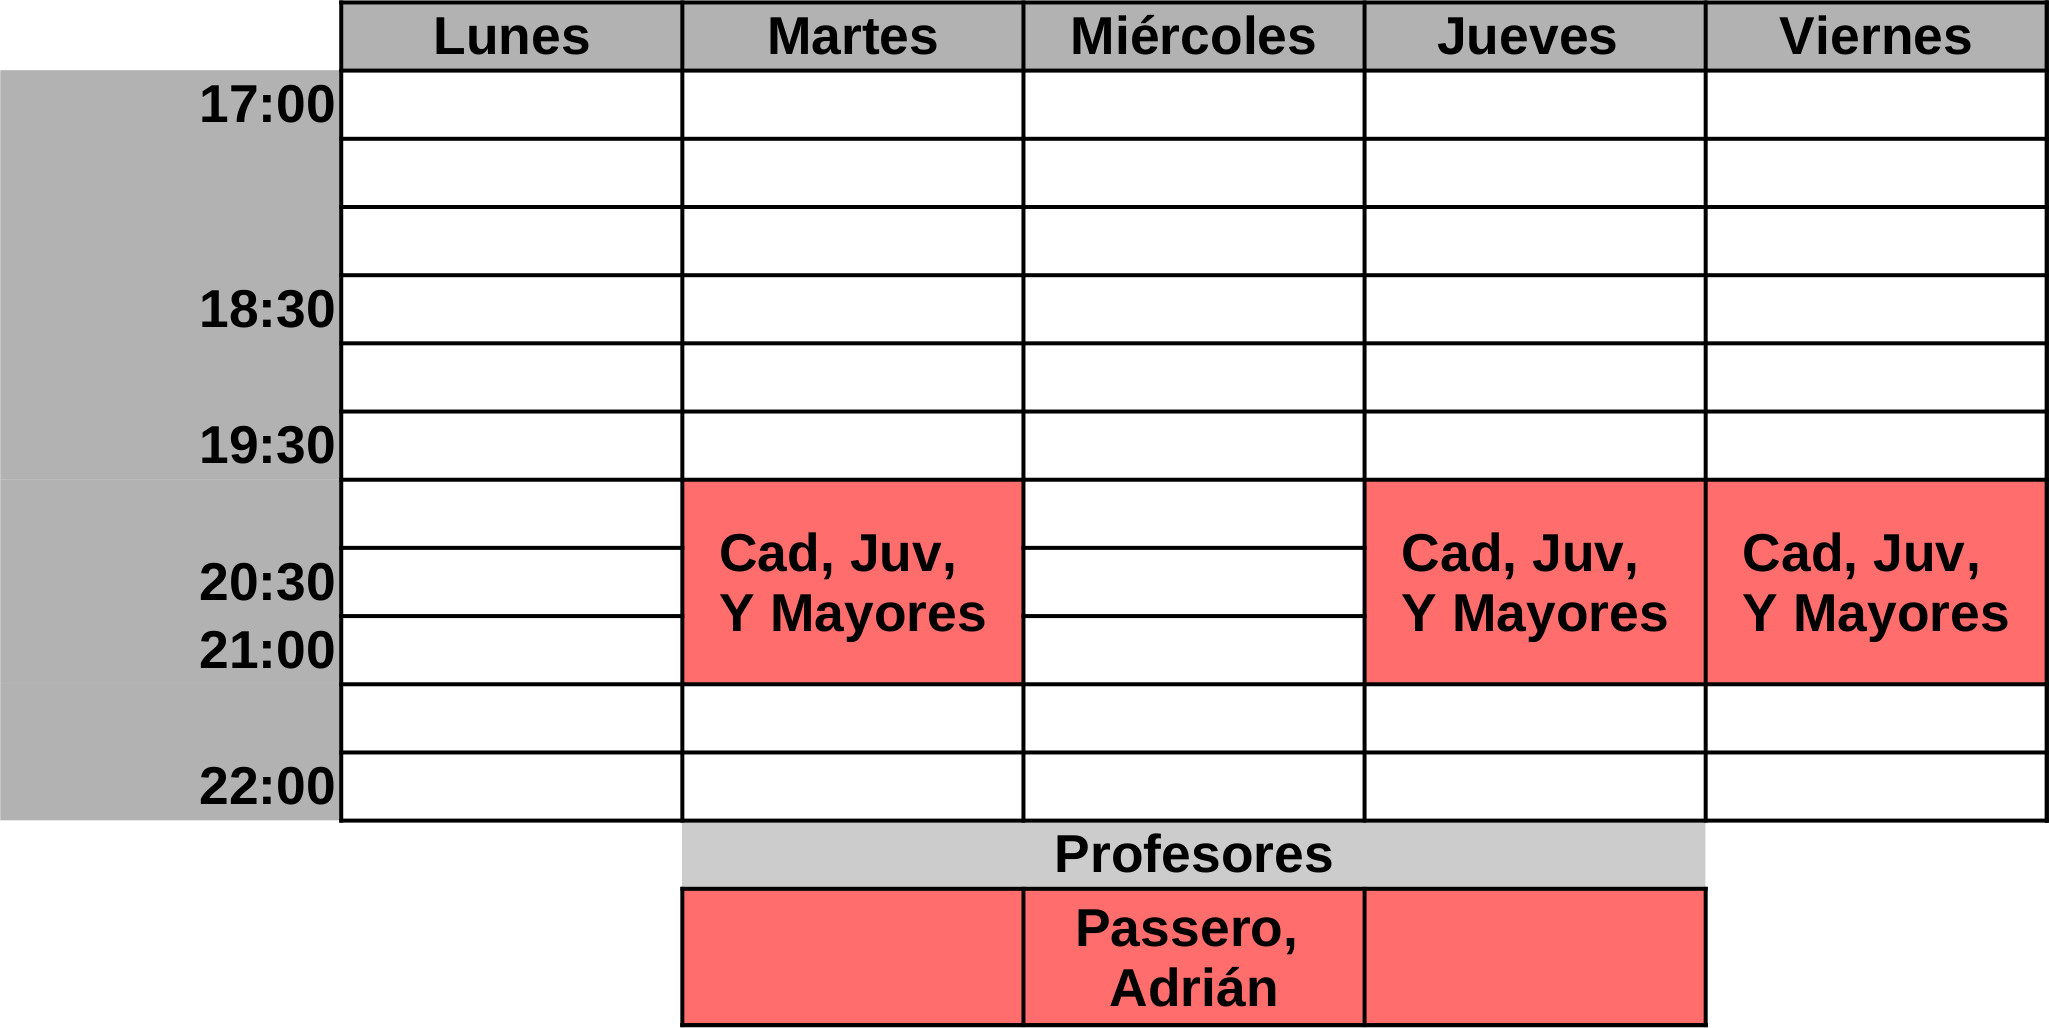 Lunes Martes Miércoles Jueves Viernes
17:00
18:30
19:30
Cad, Juv, Cad, Juv, Cad, Juv,
20:30
Y Mayores Y Mayores Y Mayores
21:00
22:00
Profesores
Passero,
Adrián